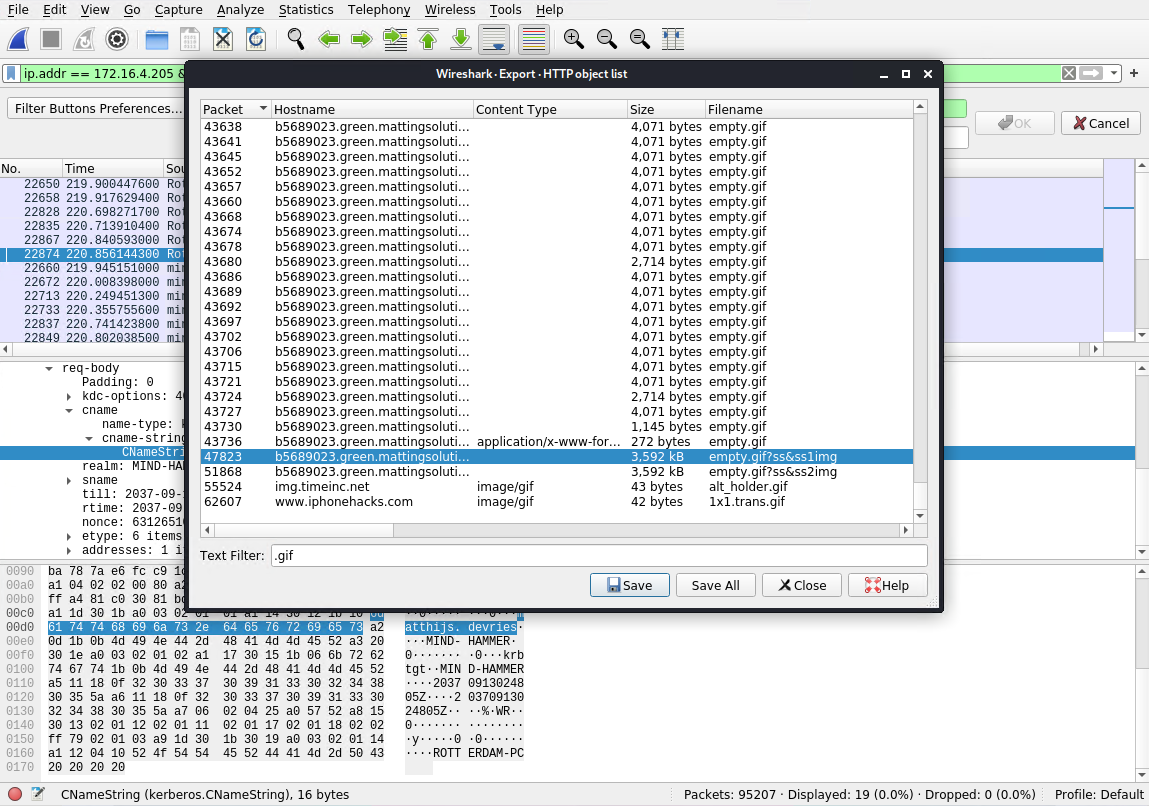 File Edit View Go Capture Analyze Statistics Telephony Wireless Tools Help
ip.addr == 172.16.4.205 &
Filter Buttons Preferences...
OK
Cancel
Wireshark · Export · HTTP object list
Packet Hostname Content Type Size Filename
43638 b5689023.green.mattingsoluti... 4,071 bytes empty.gif
43641 b5689023.green.mattingsoluti... 4,071 bytes empty.gif
43645 b5689023.green.mattingsoluti... 4,071 bytes empty.gif
43652 b5689023.green.mattingsoluti... 4,071 bytes empty.gif
43657 b5689023.green.mattingsoluti... 4,071 bytes empty.gif
43660 b5689023.green.mattingsoluti... 4,071 bytes empty.gif
43668 b5689023.green.mattingsoluti... 4,071 bytes empty.gif
43674 b5689023.green.mattingsoluti... 4,071 bytes empty.gif
43678 b5689023.green.mattingsoluti... 4,071 bytes empty.gif
43680 b5689023.green.mattingsoluti... 2,714 bytes empty.gif
43686 b5689023.green.mattingsoluti... 4,071 bytes empty.gif
43689 b5689023.green.mattingsoluti... 4,071 bytes empty.gif
43692 b5689023.green.mattingsoluti... 4,071 bytes empty.gif
43697 b5689023.green.mattingsoluti... 4,071 bytes empty.gif
43702 b5689023.green.mattingsoluti... 4,071 bytes empty.gif
43706 b5689023.green.mattingsoluti... 4,071 bytes empty.gif
43715 b5689023.green.mattingsoluti... 4,071 bytes empty.gif
43721 b5689023.green.mattingsoluti... 4,071 bytes empty.gif
43724 b5689023.green.mattingsoluti... 2,714 bytes empty.gif
43727 b5689023.green.mattingsoluti... 4,071 bytes empty.gif
43730 b5689023.green.mattingsoluti... 1,145 bytes empty.gif
43736 b5689023.green.mattingsoluti... application/x-www-for... 272 bytes empty.gif
47823 b5689023.green.mattingsoluti... 3,592 kB empty.gif?ss&ss1img
51868 b5689023.green.mattingsoluti... 3,592 kB empty.gif?ss&ss2img
55524 img.timeinc.net image/gif 43 bytes alt_holder.gif
62607 www.iphonehacks.com image/gif 42 bytes 1x1.trans.gif
Text Filter: .gif
Save Save All Close Help
No. Time Sou
22650 219.900447600 Rot
22658 219.917629400 Rot
22828 220.698271700 Rot
22835 220.713910400 Rot
22867 220.840593000 Rot
22874 220.856144300 Rot
22660 219.945151000 min
22672 220.008398000 min
22713 220.249451300 min
22733 220.355755600 min
22837 220.741423800 min
22849 220.802038500 min
req-body
Padding: 0
kdc-options: 40
cname
name-type: k
cname-string
CNameStri
realm: MIND-HAM
sname
till: 2037-09-1
rtime: 2037-09-
nonce: 63126510
etype: 6 items
addresses: 1 i
0090 ba 78 7a e6 fc c9 1c
00a0 a1 04 02 02 00 80 a2
00b0 ff a4 81 c0 30 81 bd
00c0 a1 1d 30 1b a0 03 02 01 01 a1 14 30 12 1b 10
00d0 61 74 74 68 69 6a 73 2e 64 65 76 72 69 65 73 a2 atthijs. devries·
00e0 0d 1b 0b 4d 49 4e 44 2d 48 41 4d 4d 45 52 a3 20 ···MIND- HAMMER·
00f0 30 1e a0 03 02 01 02 a1 17 30 15 1b 06 6b 72 62 0······· ·0···krb
0100 74 67 74 1b 0b 4d 49 4e 44 2d 48 41 4d 4d 45 52 tgt··MIN D-HAMMER
0110 a5 11 18 0f 32 30 33 37 30 39 31 33 30 32 34 38 ····2037 09130248
0120 30 35 5a a6 11 18 0f 32 30 33 37 30 39 31 33 30 05Z····2 03709130
0130 32 34 38 30 35 5a a7 06 02 04 25 a0 57 52 a8 15 24805Z·· ··%·WR··
0140 30 13 02 01 12 02 01 11 02 01 17 02 01 18 02 02 0······· ········
0150 ff 79 02 01 03 a9 1d 30 1b 30 19 a0 03 02 01 14 ·y·····0 ·0······
0160 a1 12 04 10 52 4f 54 54 45 52 44 41 4d 2d 50 43 ····ROTT ERDAM-PC
0170 20 20 20 20
CNameString (kerberos.CNameString), 16 bytes
Packets: 95207 · Displayed: 19 (0.0%) · Dropped: 0 (0.0%)
Profile: Default